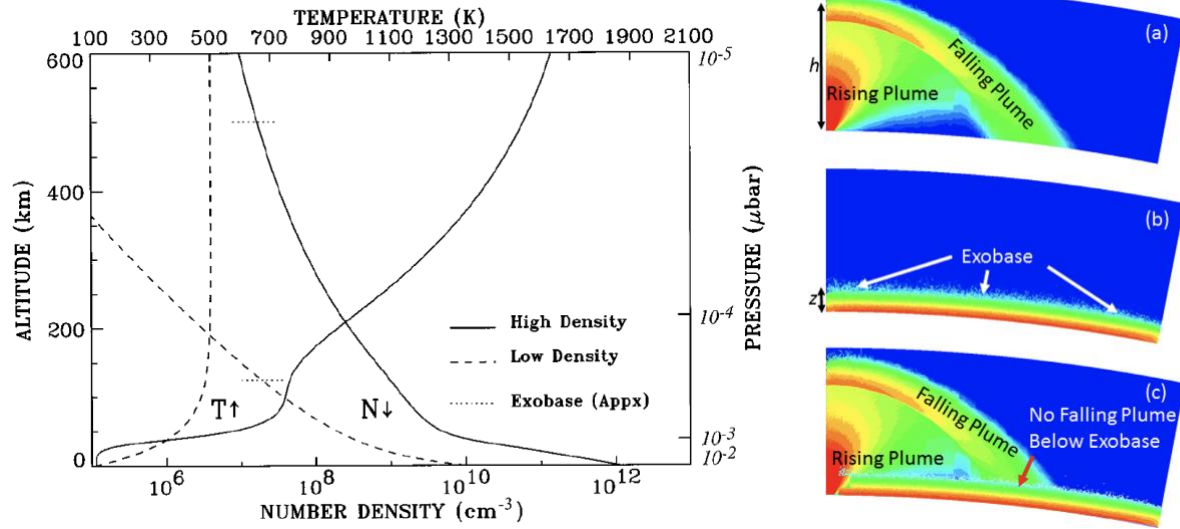 TEMPERATURE (K)
100 300 500 700 900 1100 1300 1500 1700 1900 2100
600
400
200
0
ALTITUDE (km)
T↑
N↓
High Density
Low Density
Exobase (Appx)
10^6 10^8 10^10 10^12
NUMBER DENSITY (cm^-3)
10^-5
10^-4
10^-3
10^-2
PRESSURE (μbar)
(a)
h
Rising Plume
Falling Plume
(b)
Exobase
z
(c)
Falling Plume
No Falling Plume
Below Exobase
Rising Plume